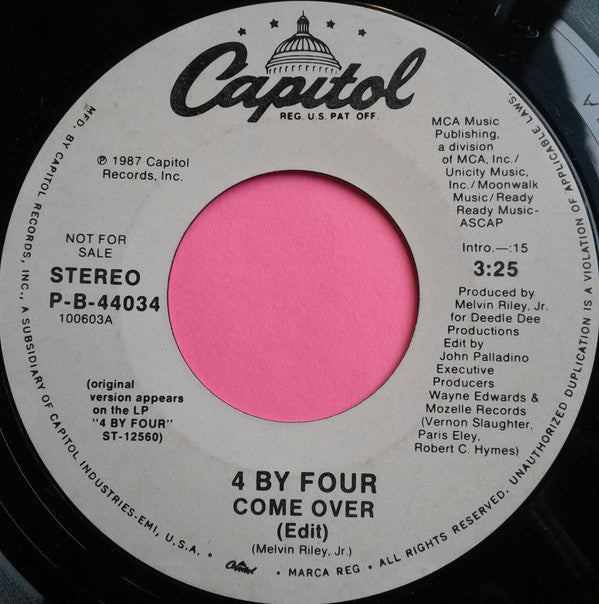 Capitol
REG. U.S. PAT OFF.
℗ 1987 Capitol
Records, Inc.
NOT FOR
SALE
STEREO
P-B-44034
100603A
(original
version appears
on the LP
"4 BY FOUR"
ST-12560)
MCA Music
Publishing,
a division
of MCA, Inc./
Unicity Music,
Inc./Moonwalk
Music/Ready
Ready Music-
ASCAP
Intro.—:15
3:25
Produced by
Melvin Riley, Jr.
for Deedle Dee
Productions
Edit by
John Palladino
Executive
Producers
Wayne Edwards &
Mozelle Records
(Vernon Slaughter,
Paris Eley,
Robert C. Hymes)
4 BY FOUR
COME OVER
(Edit)
(Melvin Riley, Jr.)
MFD. BY CAPITOL RECORDS, INC., A SUBSIDIARY OF CAPITOL INDUSTRIES-EMI, U.S.A. • Capitol • MARCA REG • ALL RIGHTS RESERVED. UNAUTHORIZED DUPLICATION IS A VIOLATION OF APPLICABLE LAWS.